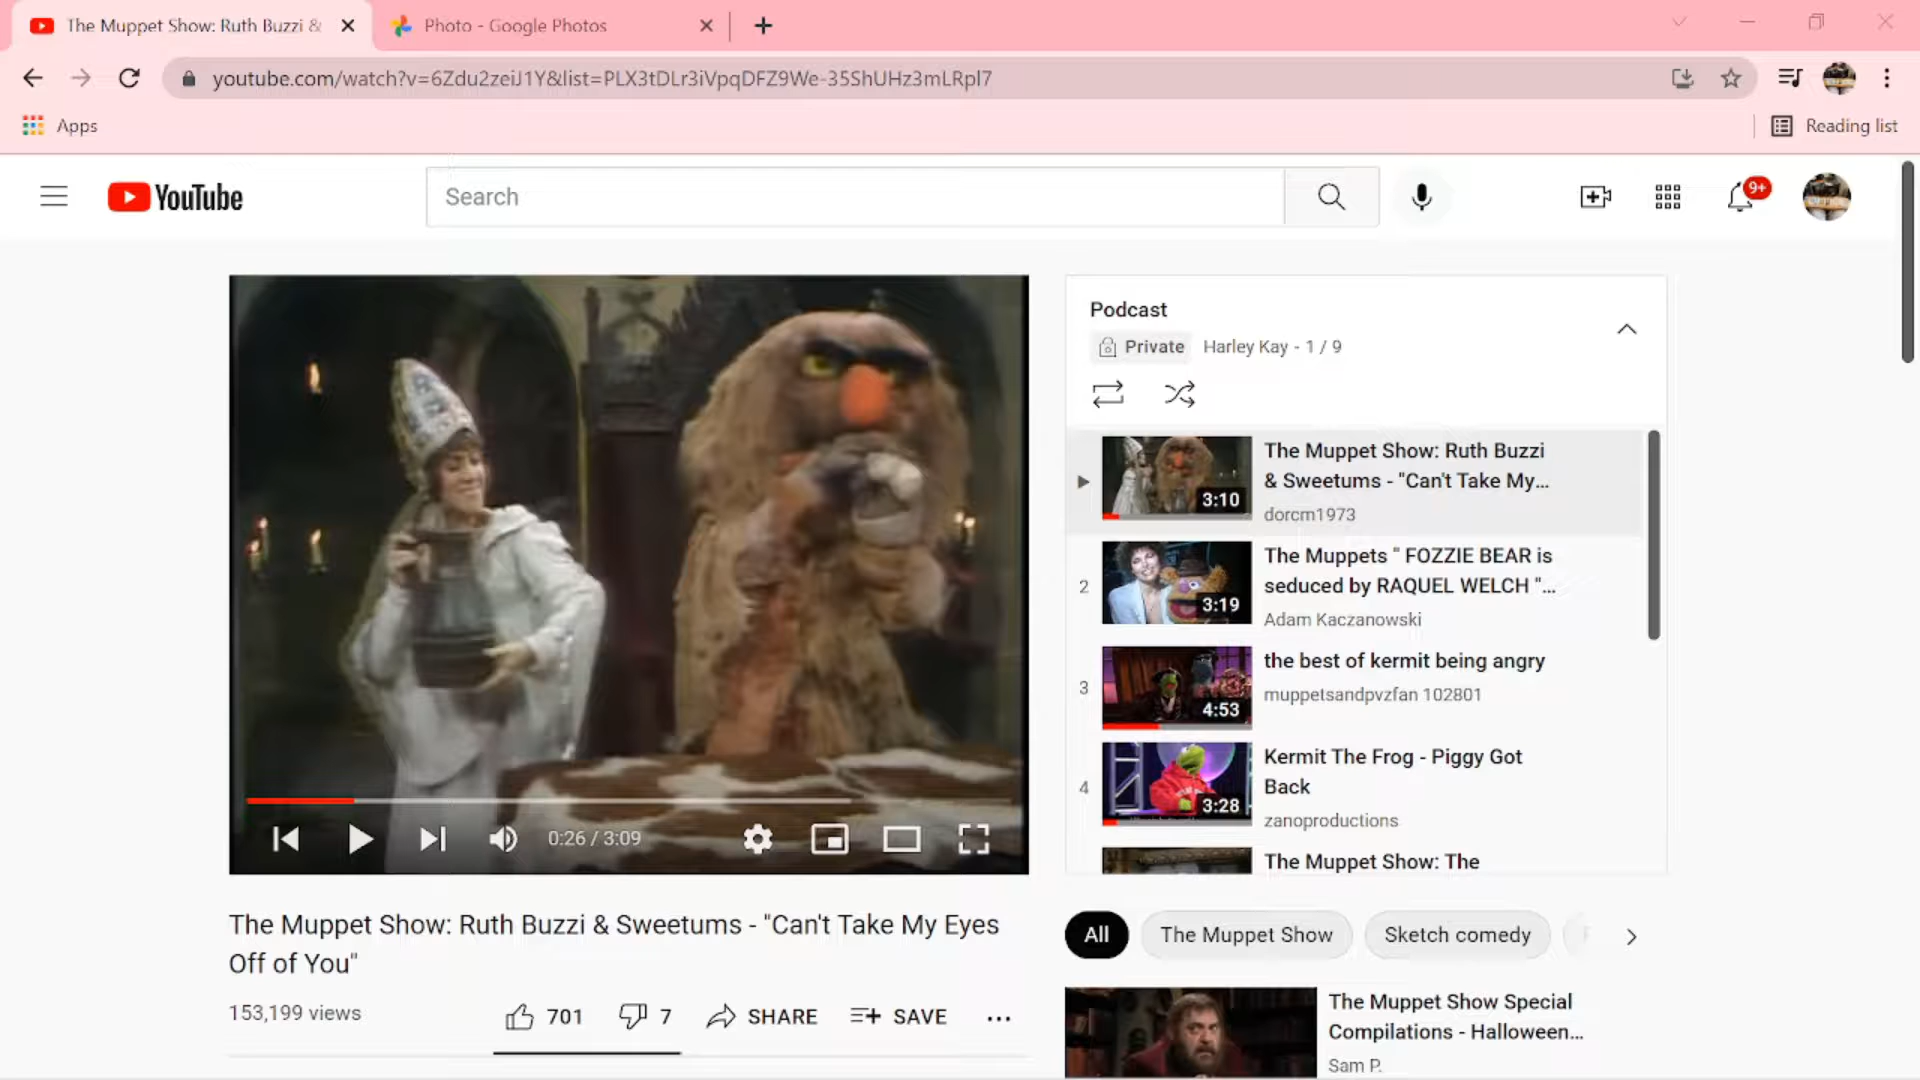 The Muppet Show: Ruth Buzzi &
Photo - Google Photos
youtube.com/watch?v=6Zdu2zeiJ1Y&list=PLX3tDLr3iVpqDFZ9We-35ShUHz3mLRpl7
Apps
Reading list
YouTube
Search
9+
Podcast
Private Harley Kay - 1 / 9
The Muppet Show: Ruth Buzzi
& Sweetums - "Can't Take My...
3:10
dorcm1973
2
The Muppets " FOZZIE BEAR is
seduced by RAQUEL WELCH "...
3:19
Adam Kaczanowski
3
the best of kermit being angry
muppetsandpvzfan 102801
4:53
4
Kermit The Frog - Piggy Got
Back
3:28
zanoproductions
The Muppet Show: The
0:26 / 3:09
The Muppet Show: Ruth Buzzi & Sweetums - "Can't Take My Eyes
Off of You"
153,199 views
701
7
SHARE
SAVE
All
The Muppet Show
Sketch comedy
The Muppet Show Special
Compilations - Halloween...
Sam P.